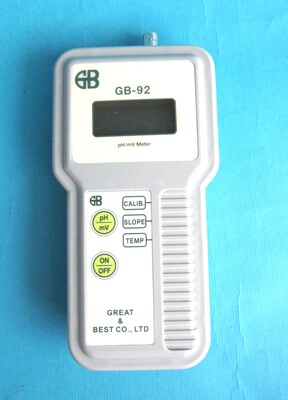 GB
GB-92
pH/mV Meter
GB
CALIB.
pH
mV
SLOPE
TEMP
ON
OFF
GREAT
&
BEST CO., LTD